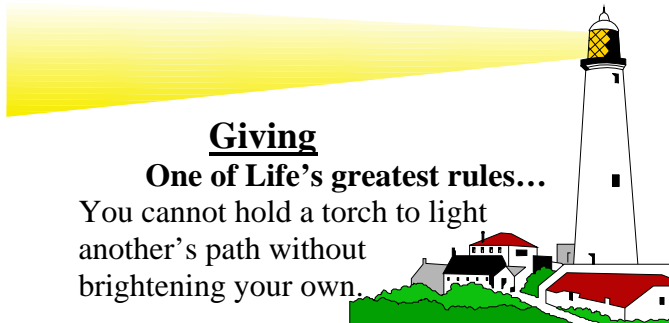 Giving
One of Life's greatest rules…
You cannot hold a torch to light
another’s path without
brightening your own.